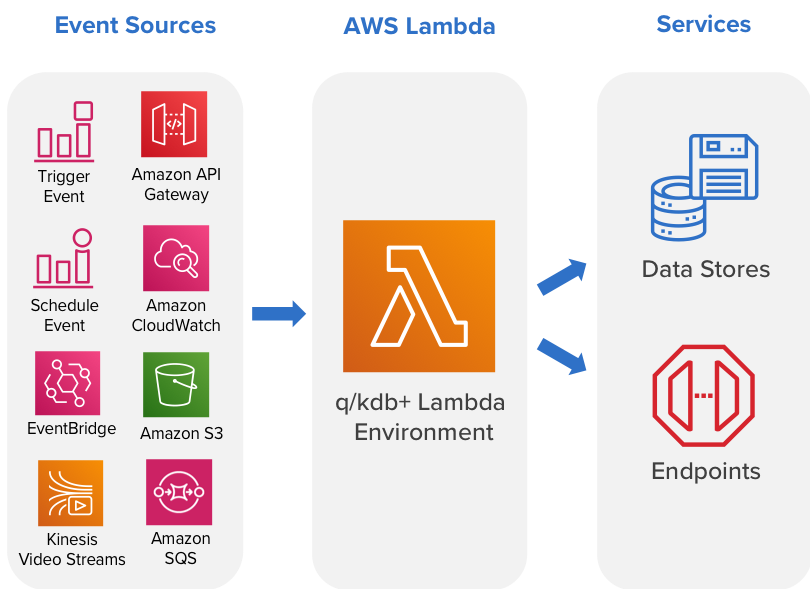 Event Sources
AWS Lambda
Services
Trigger
Event
Amazon API
Gateway
Schedule
Event
Amazon
CloudWatch
EventBridge
Amazon S3
Kinesis
Video Streams
Amazon
SQS
q/kdb+ Lambda
Environment
Data Stores
Endpoints